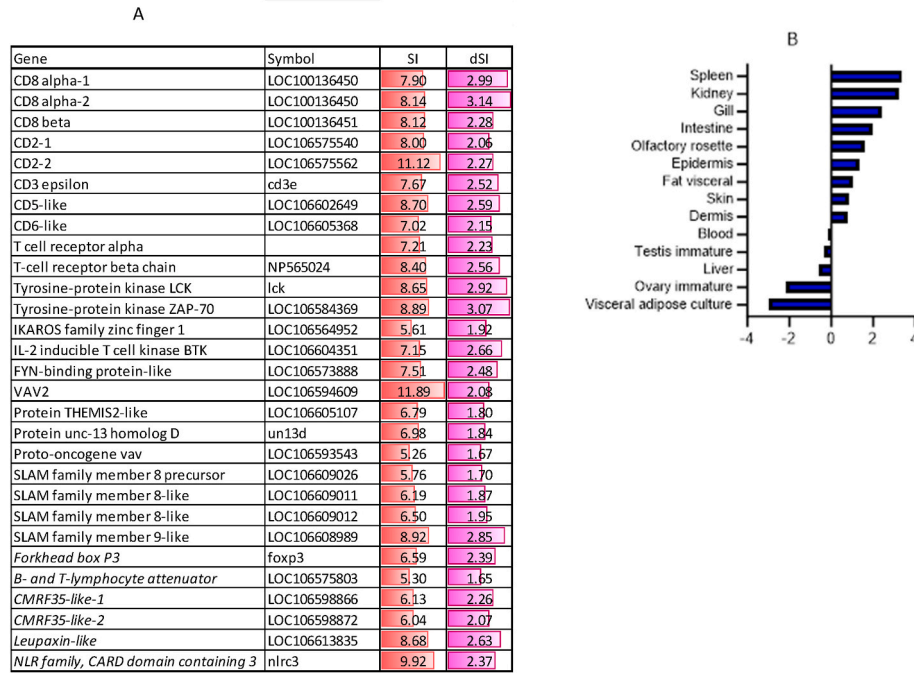 A
Gene Symbol SI dSI
CD8 alpha-1 LOC100136450 7.90 2.99
CD8 alpha-2 LOC100136450 8.14 3.14
CD8 beta LOC100136451 8.12 2.28
CD2-1 LOC106575540 8.00 2.06
CD2-2 LOC106575562 11.12 2.27
CD3 epsilon cd3e 7.67 2.52
CD5-like LOC106602649 8.70 2.59
CD6-like LOC106605368 7.02 2.15
T cell receptor alpha 7.21 2.23
T-cell receptor beta chain NP565024 8.40 2.56
Tyrosine-protein kinase LCK lck 8.65 2.92
Tyrosine-protein kinase ZAP-70 LOC106584369 8.89 3.07
IKAROS family zinc finger 1 LOC106564952 5.61 1.92
IL-2 inducible T cell kinase BTK LOC106604351 7.15 2.66
FYN-binding protein-like LOC106573888 7.51 2.48
VAV2 LOC106594609 11.89 2.08
Protein THEMIS2-like LOC106605107 6.79 1.80
Protein unc-13 homolog D un13d 6.98 1.84
Proto-oncogene vav LOC106593543 5.26 1.67
SLAM family member 8 precursor LOC106609026 5.76 1.70
SLAM family member 8-like LOC106609011 6.19 1.87
SLAM family member 8-like LOC106609012 6.50 1.95
SLAM family member 9-like LOC106608989 8.92 2.85
Forkhead box P3 foxp3 6.59 2.39
B- and T-lymphocyte attenuator LOC106575803 5.30 1.65
CMRF35-like-1 LOC106598866 6.13 2.26
CMRF35-like-2 LOC106598872 6.04 2.07
Leupaxin-like LOC106613835 8.68 2.63
NLR family, CARD domain containing 3 nlrc3 9.92 2.37
B
Spleen
Kidney
Gill
Intestine
Olfactory rosette
Epidermis
Fat visceral
Skin
Dermis
Blood
Testis immature
Liver
Ovary immature
Visceral adipose culture
-4 -2 0 2 4